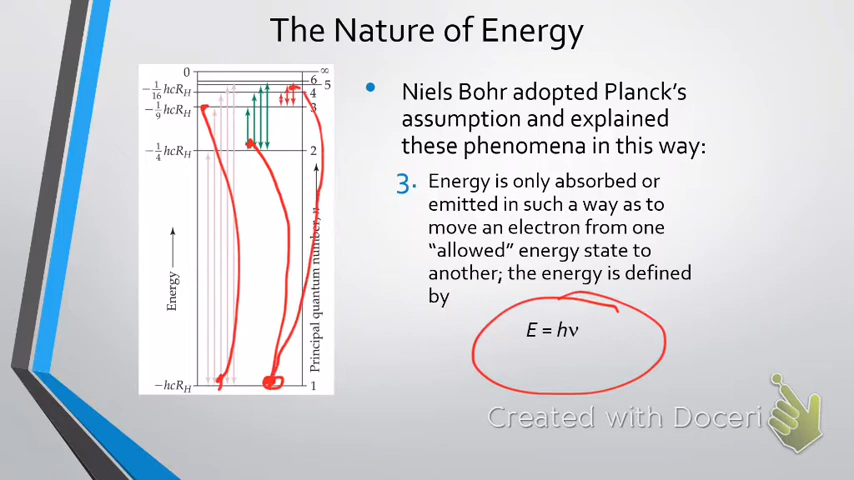 The Nature of Energy
0
∞
6
5
-1/16 hcR_H
4
-1/9 hcR_H
3
-1/4 hcR_H
2
Energy
Principal quantum number, n
-hcR_H
1
• Niels Bohr adopted Planck's
assumption and explained
these phenomena in this way:
3. Energy is only absorbed or
emitted in such a way as to
move an electron from one
“allowed” energy state to
another; the energy is defined
by
E = hν
Created with Doceri